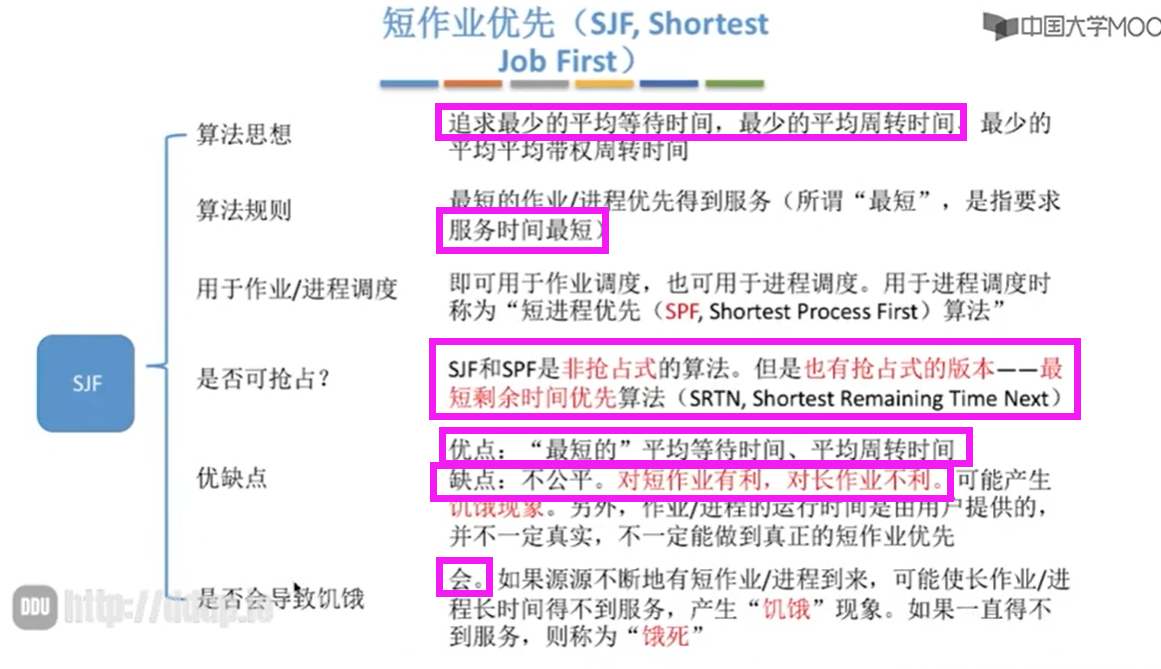 短作业优先（SJF, Shortest
Job First）
中国大学MOO
算法思想
追求最少的平均等待时间，最少的平均周转时间、最少的
平均平均带权周转时间
算法规则
最短的作业/进程优先得到服务（所谓“最短”，是指要求
服务时间最短）
用于作业/进程调度
即可用于作业调度，也可用于进程调度。用于进程调度时
称为“短进程优先（SPF, Shortest Process First）算法”
SJF
是否可抢占？
SJF和SPF是非抢占式的算法。但是也有抢占式的版本——最
短剩余时间优先算法（SRTN, Shortest Remaining Time Next）
优缺点
优点：“最短的”平均等待时间、平均周转时间
缺点：不公平。对短作业有利，对长作业不利。可能产生
饥饿现象。另外，作业/进程的运行时间是由用户提供的，
并不一定真实，不一定能做到真正的短作业优先
是否会导致饥饿
会。如果源源不断地有短作业/进程到来，可能使长作业/进
程长时间得不到服务，产生“饥饿”现象。如果一直得不
到服务，则称为“饿死”
DDU